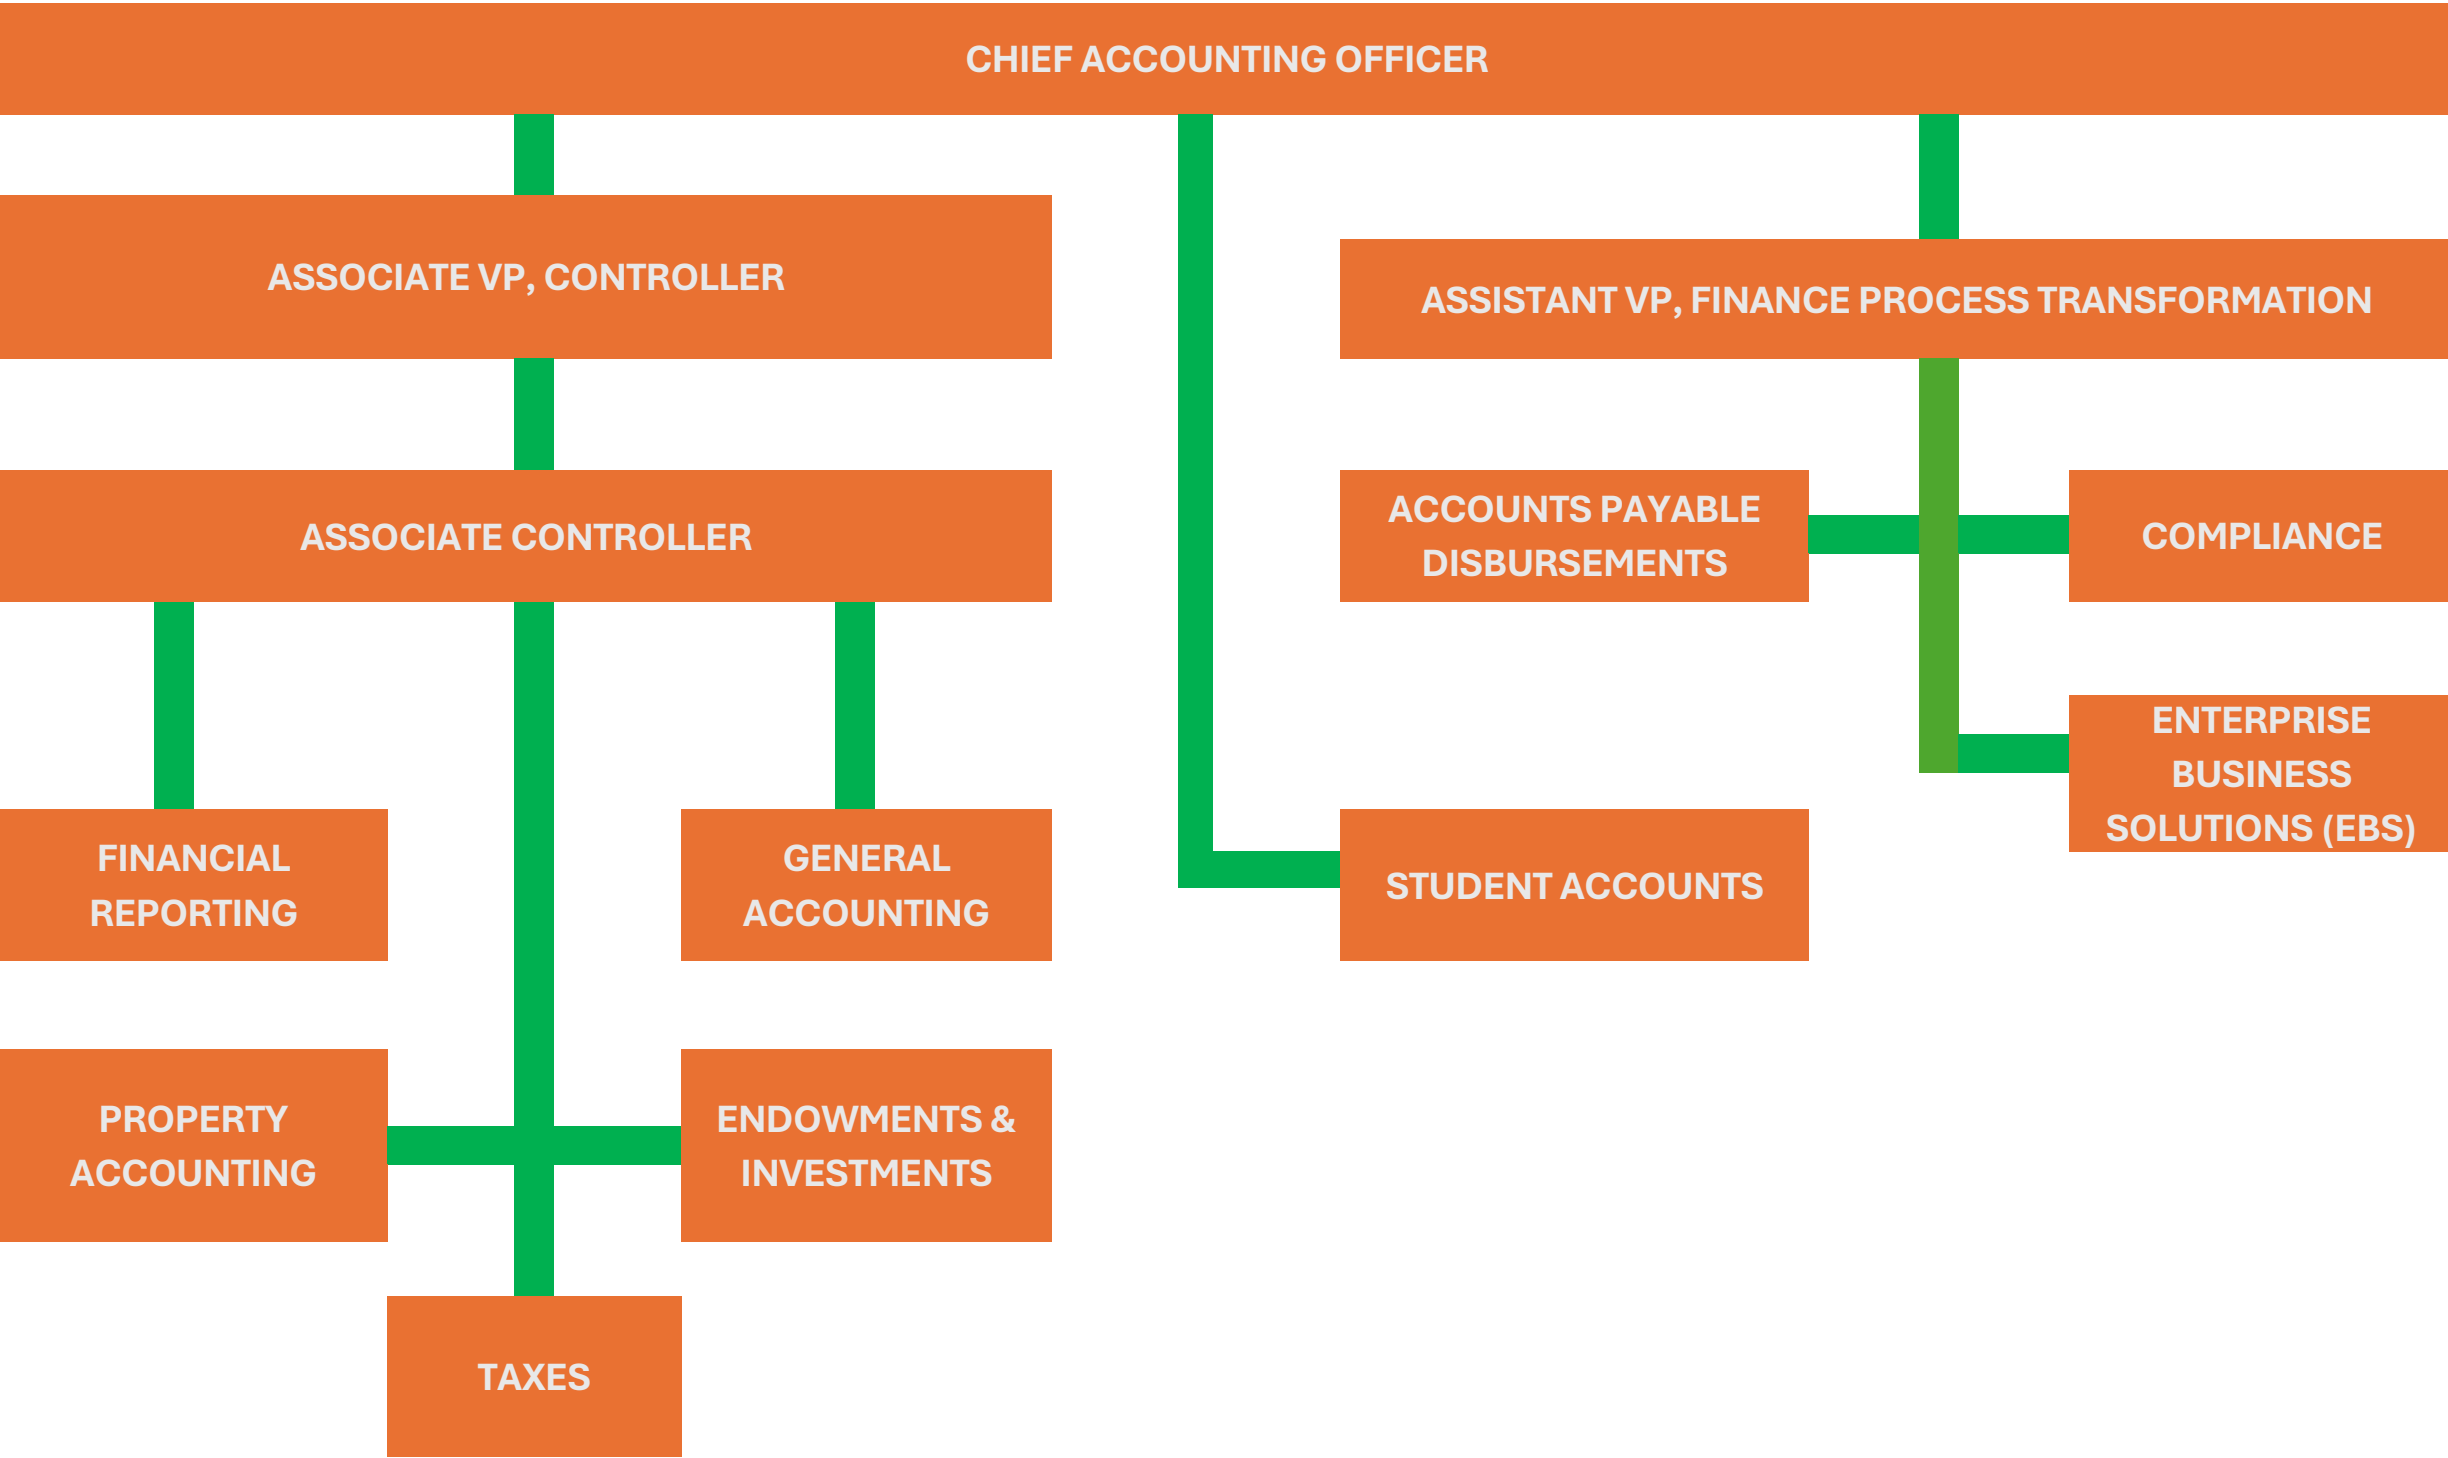 CHIEF ACCOUNTING OFFICER
ASSOCIATE VP, CONTROLLER
ASSISTANT VP, FINANCE PROCESS TRANSFORMATION
ASSOCIATE CONTROLLER
ACCOUNTS PAYABLE
DISBURSEMENTS
COMPLIANCE
ENTERPRISE
BUSINESS
SOLUTIONS (EBS)
FINANCIAL
REPORTING
GENERAL
ACCOUNTING
STUDENT ACCOUNTS
PROPERTY
ACCOUNTING
ENDOWMENTS &
INVESTMENTS
TAXES